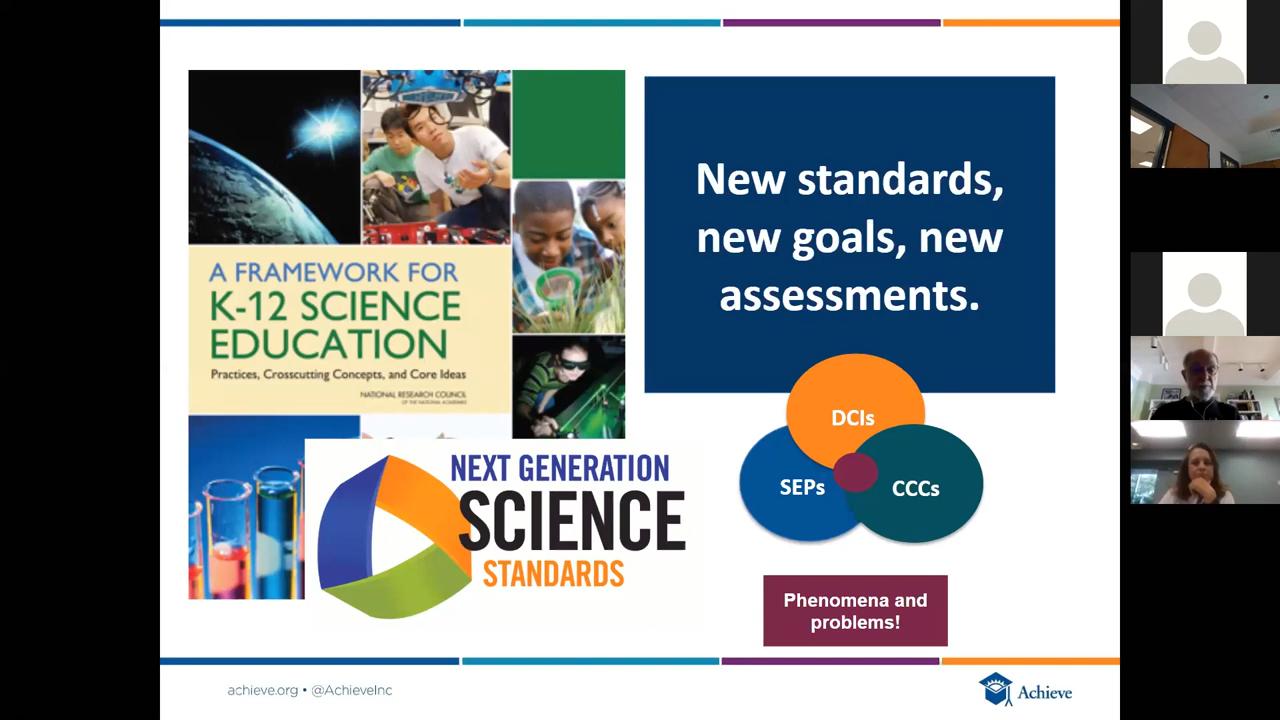 A FRAMEWORK FOR
K-12 SCIENCE
EDUCATION
Practices, Crosscutting Concepts, and Core Ideas
NATIONAL RESEARCH COUNCIL
OF THE NATIONAL ACADEMIES
NEXT GENERATION
SCIENCE
STANDARDS
New standards,
new goals, new
assessments.
DCIs
SEPs
CCCs
Phenomena and
problems!
achieve.org • @AchieveInc
Achieve